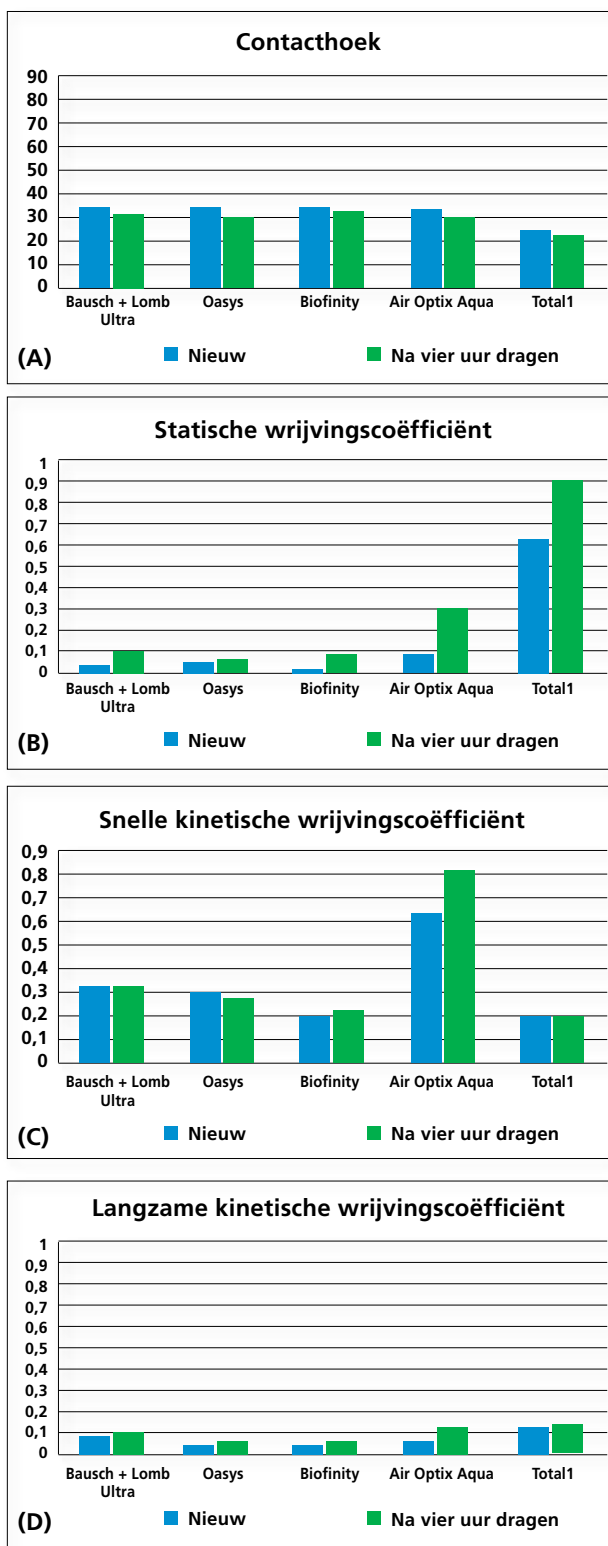 Contacthoek
90
80
70
60
50
40
30
20
10
0
Bausch + Lomb Oasys Biofinity Air Optix Aqua Total1
Ultra
(A) Nieuw Na vier uur dragen
Statische wrijvingscoëfficiënt
1
0,9
0,8
0,7
0,6
0,5
0,4
0,3
0,2
0,1
0
Bausch + Lomb Oasys Biofinity Air Optix Aqua Total1
Ultra
(B) Nieuw Na vier uur dragen
Snelle kinetische wrijvingscoëfficiënt
0,9
0,8
0,7
0,6
0,5
0,4
0,3
0,2
0,1
0
Bausch + Lomb Oasys Biofinity Air Optix Aqua Total1
Ultra
(C) Nieuw Na vier uur dragen
Langzame kinetische wrijvingscoëfficiënt
1
0,9
0,8
0,7
0,6
0,5
0,4
0,3
0,2
0,1
0
Bausch + Lomb Oasys Biofinity Air Optix Aqua Total1
Ultra
(D) Nieuw Na vier uur dragen